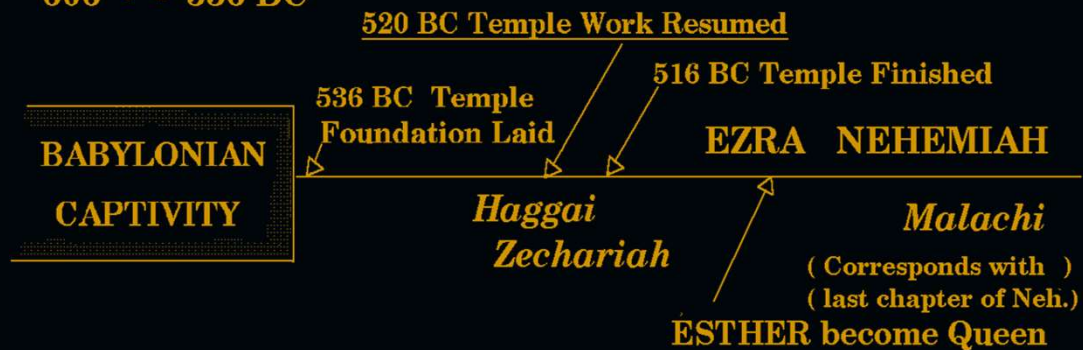 520 BC Temple Work Resumed
516 BC Temple Finished
536 BC Temple
Foundation Laid
BABYLONIAN
CAPTIVITY
EZRA NEHEMIAH
Haggai
Zechariah
Malachi
( Corresponds with )
( last chapter of Neh.)
ESTHER become Queen